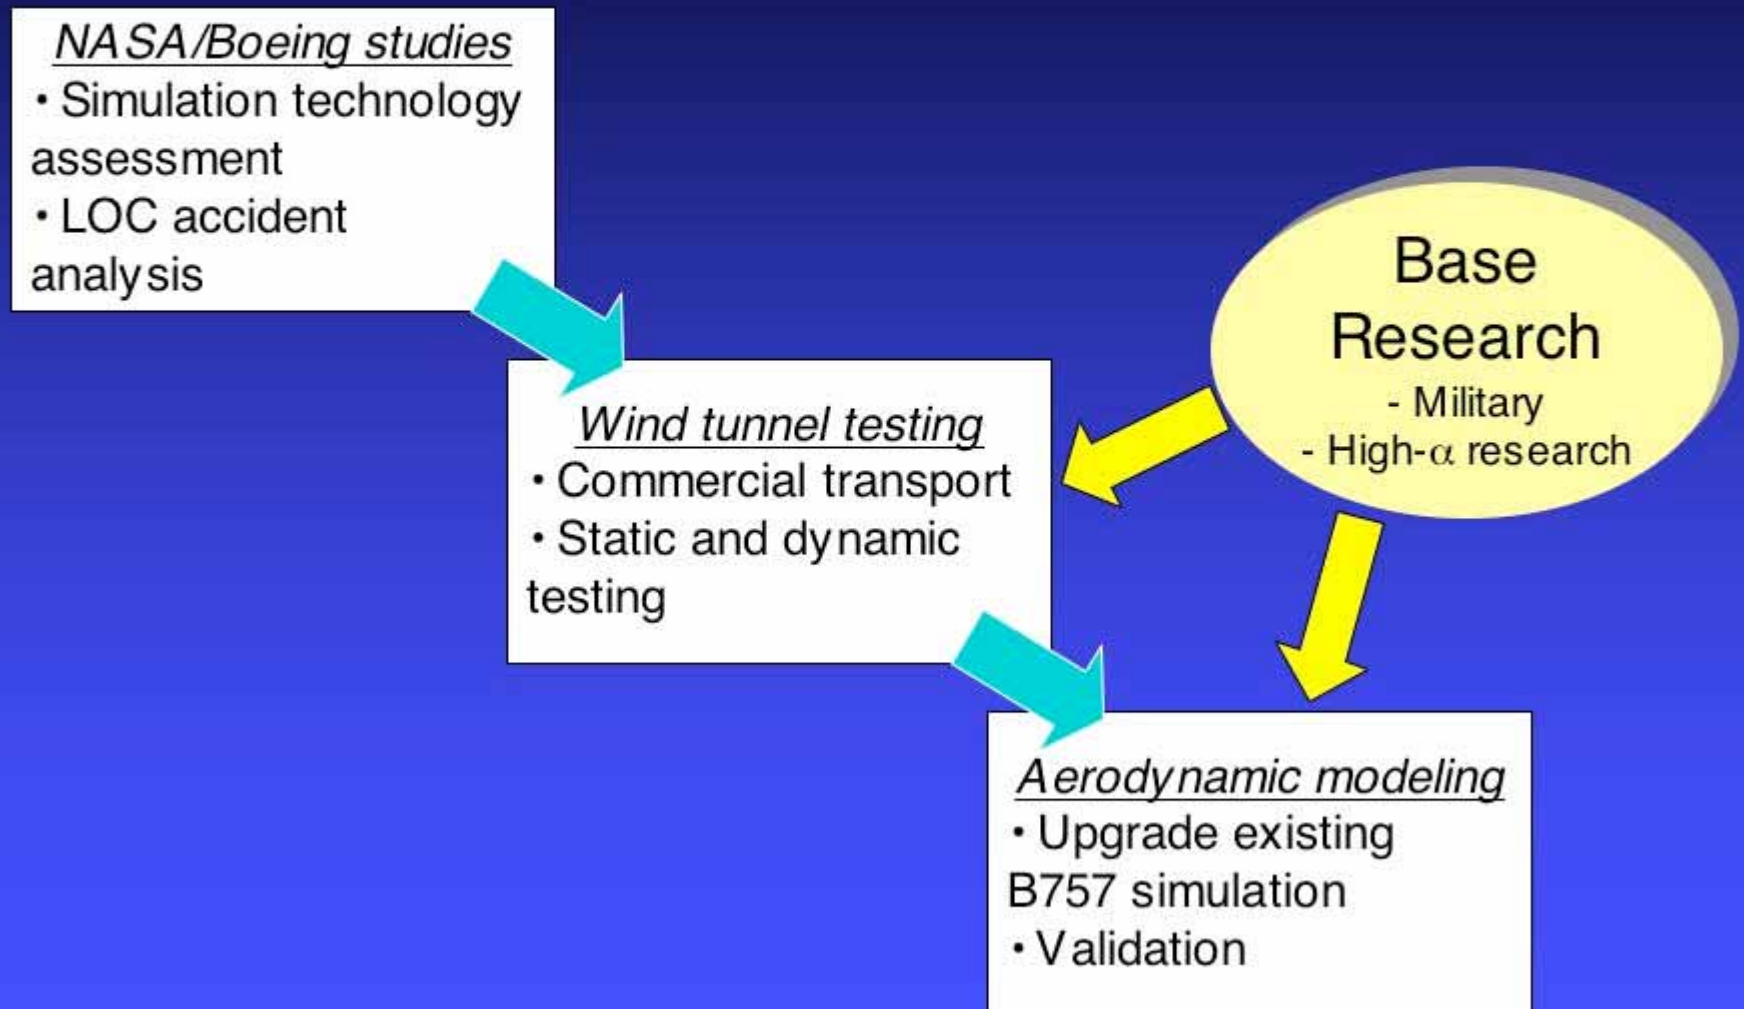 NASA/Boeing studies
• Simulation technology
assessment
• LOC accident
analysis
Wind tunnel testing
• Commercial transport
• Static and dynamic
testing
Base
Research
- Military
- High-α research
Aerodynamic modeling
• Upgrade existing
B757 simulation
• Validation